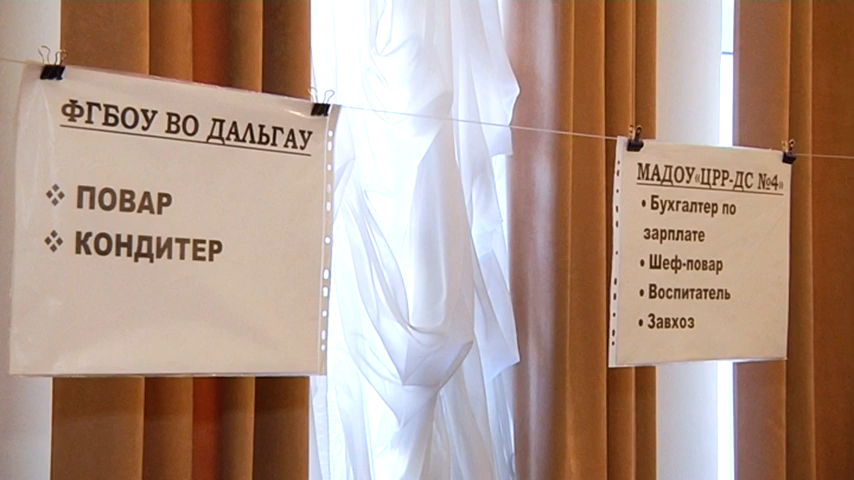 ФГБОУ ВО ДАЛЬГАУ
❖ ПОВАР
❖ КОНДИТЕР
МАДОУ«ЦРР-ДС №4»
• Бухгалтер по
зарплате
• Шеф-повар
• Воспитатель
• Завхоз